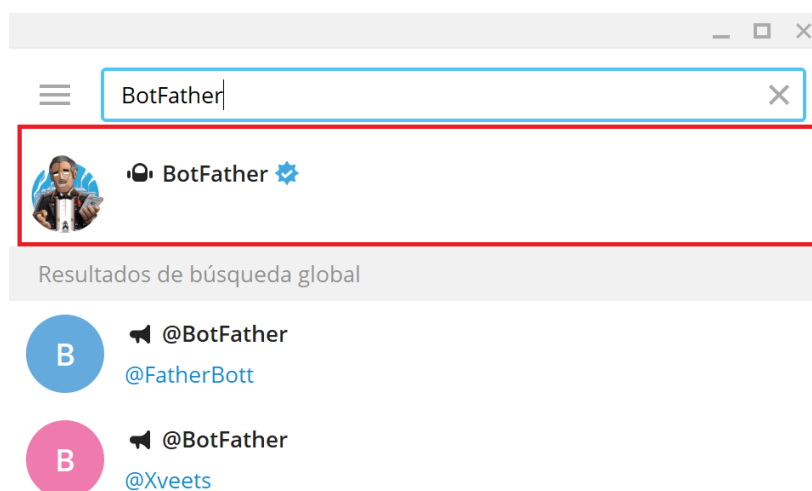 BotFather
BotFather
Resultados de búsqueda global
B
@BotFather
@FatherBott
B
@BotFather
@Xveets